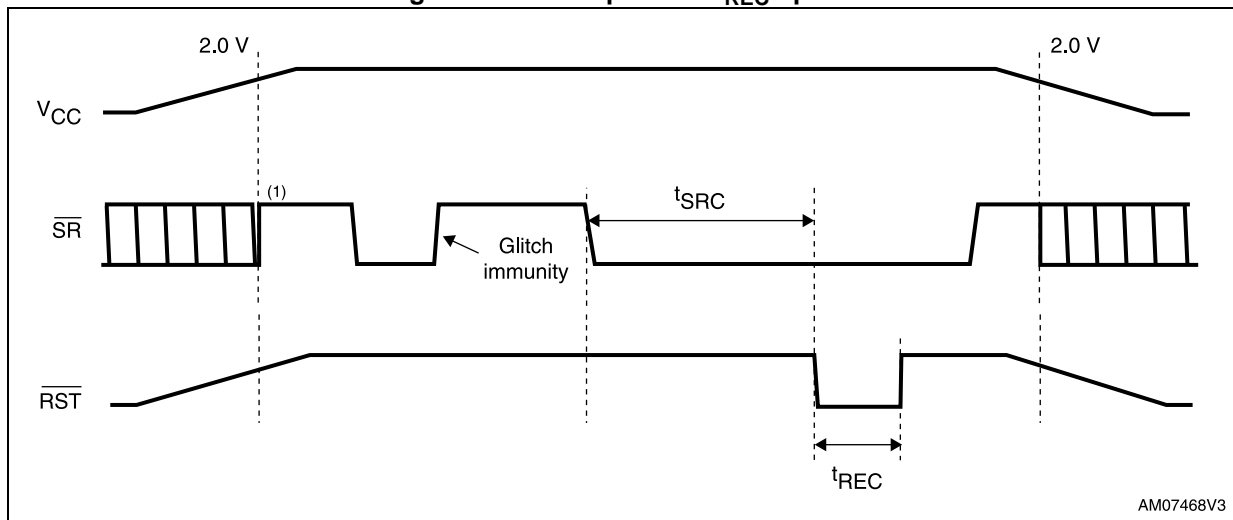 2.0 V
2.0 V
VCC
(1)
tSRC
SR
Glitch
immunity
RST
tREC
AM07468V3